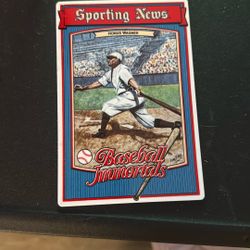 Sporting News
HONUS WAGNER
Baseball
Immortals